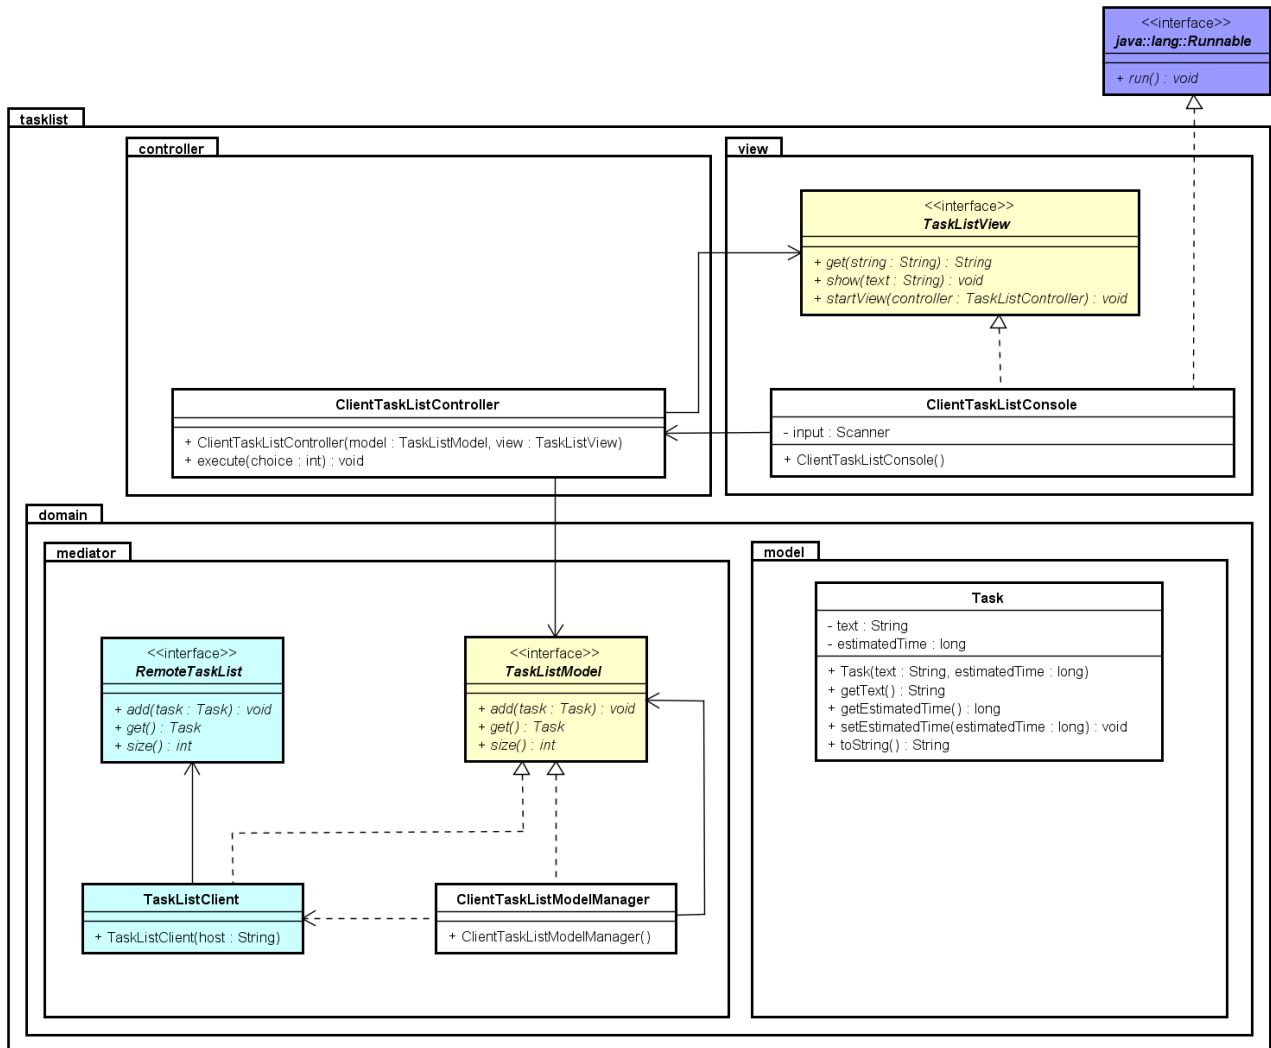 <<interface>>
java::lang::Runnable
+ run() : void
tasklist
controller
view
<<interface>>
TaskListView
+ get(string : String) : String
+ show(text : String) : void
+ startView(controller : TaskListController) : void
ClientTaskListController
+ ClientTaskListController(model : TaskListModel, view : TaskListView)
+ execute(choice : int) : void
ClientTaskListConsole
- input : Scanner
+ ClientTaskListConsole()
domain
mediator
model
<<interface>>
RemoteTaskList
+ add(task : Task) : void
+ get() : Task
+ size() : int
<<interface>>
TaskListModel
+ add(task : Task) : void
+ get() : Task
+ size() : int
Task
- text : String
- estimatedTime : long
+ Task(text : String, estimatedTime : long)
+ getText() : String
+ getEstimatedTime() : long
+ setEstimatedTime(estimatedTime : long) : void
+ toString() : String
TaskListClient
+ TaskListClient(host : String)
ClientTaskListModelManager
+ ClientTaskListModelManager()